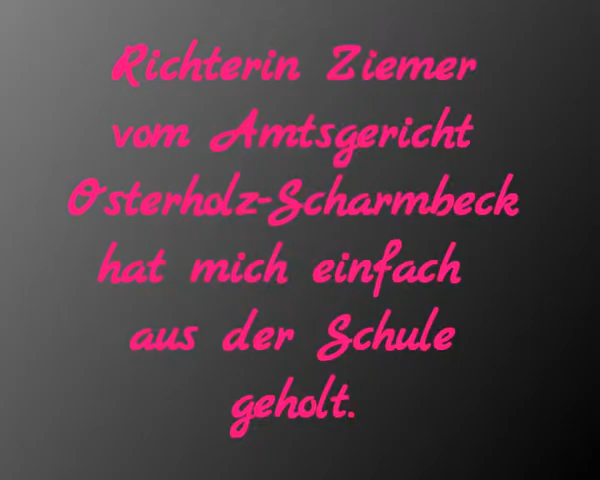 Richterin Ziemer
vom Amtsgericht
Osterholz-Scharmbeck
hat mich einfach
aus der Schule
geholt.